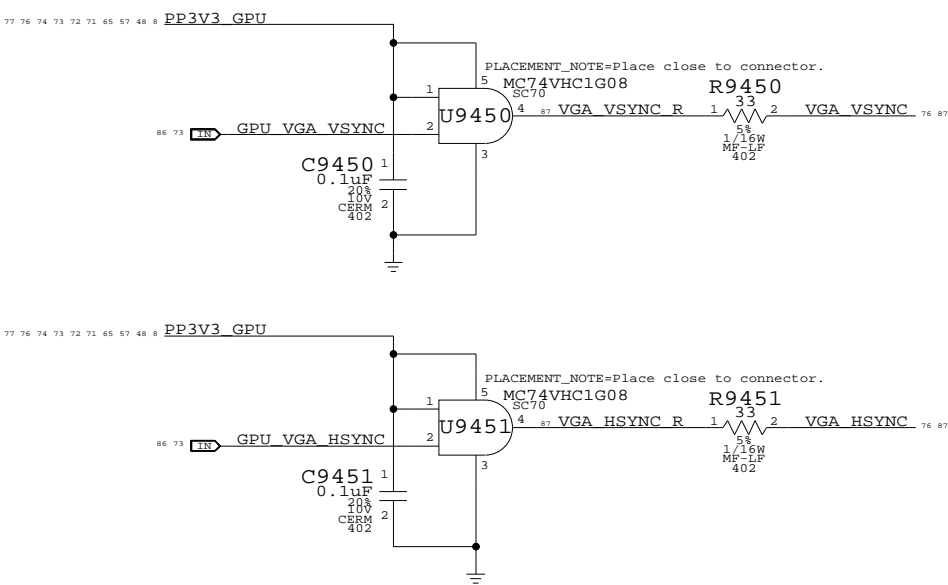 77 76 74 73 72 71 65 57 48 8 PP3V3_GPU
PLACEMENT_NOTE=Place close to connector.
5 MC74VHC1G08
SC70
R9450
1
U9450
4
87 VGA_VSYNC_R
1 33 2
VGA_VSYNC 76 87
86 73 IN GPU_VGA_VSYNC
2
5%
1/16W
MF-LF
402
3
C9450 1
0.1uF
20%
10V
CERM 2
402
77 76 74 73 72 71 65 57 48 8 PP3V3_GPU
PLACEMENT_NOTE=Place close to connector.
5 MC74VHC1G08
SC70
R9451
1
U9451
4
87 VGA_HSYNC_R
1 33 2
VGA_HSYNC 76 87
86 73 IN GPU_VGA_HSYNC
2
5%
1/16W
MF-LF
402
3
C9451 1
0.1uF
20%
10V
CERM 2
402